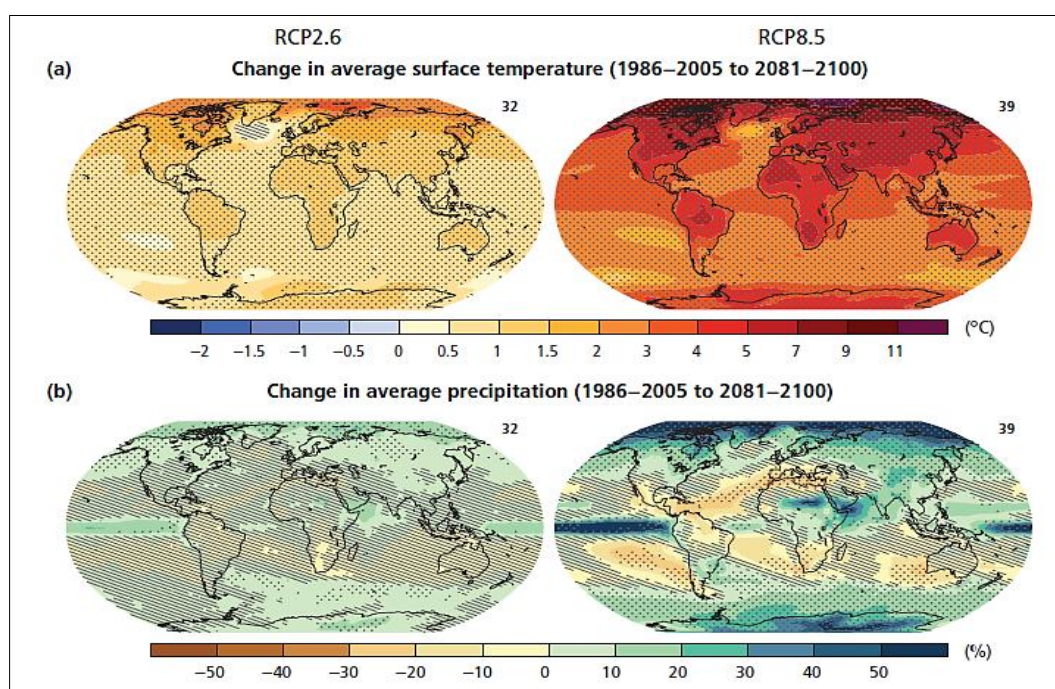 RCP2.6 RCP8.5
(a) Change in average surface temperature (1986–2005 to 2081–2100)
32 39
−2 −1.5 −1 −0.5 0 0.5 1 1.5 2 3 4 5 7 9 11 (°C)
(b) Change in average precipitation (1986–2005 to 2081–2100)
32 39
−50 −40 −30 −20 −10 0 10 20 30 40 50 (%)